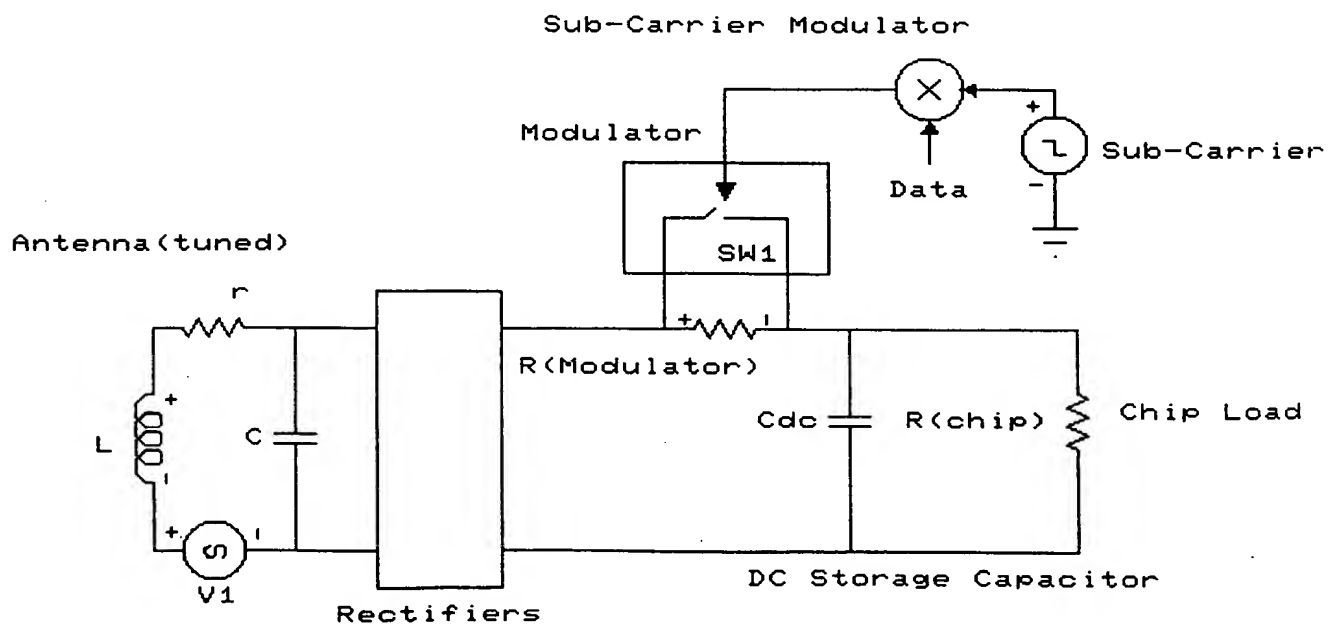 Sub-Carrier Modulator
+
Modulator
Sub-Carrier
Data
-
SW1
Antenna(tuned)
r
+ -
R(Modulator)
+
L
-
C
Cdc
R(chip)
Chip Load
+ -
S
V1
DC Storage Capacitor
Rectifiers